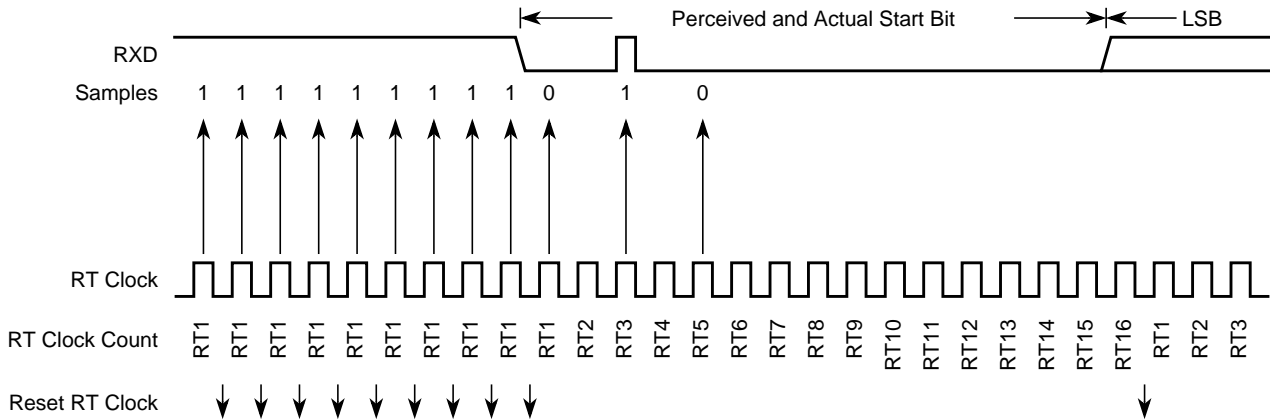 Perceived and Actual Start Bit LSB
RXD
Samples 1 1 1 1 1 1 1 1 1 0 1 0
RT Clock
RT Clock Count RT1 RT1 RT1 RT1 RT1 RT1 RT1 RT1 RT1 RT1 RT2 RT3 RT4 RT5 RT6 RT7 RT8 RT9 RT10 RT11 RT12 RT13 RT14 RT15 RT16 RT1 RT2 RT3
Reset RT Clock